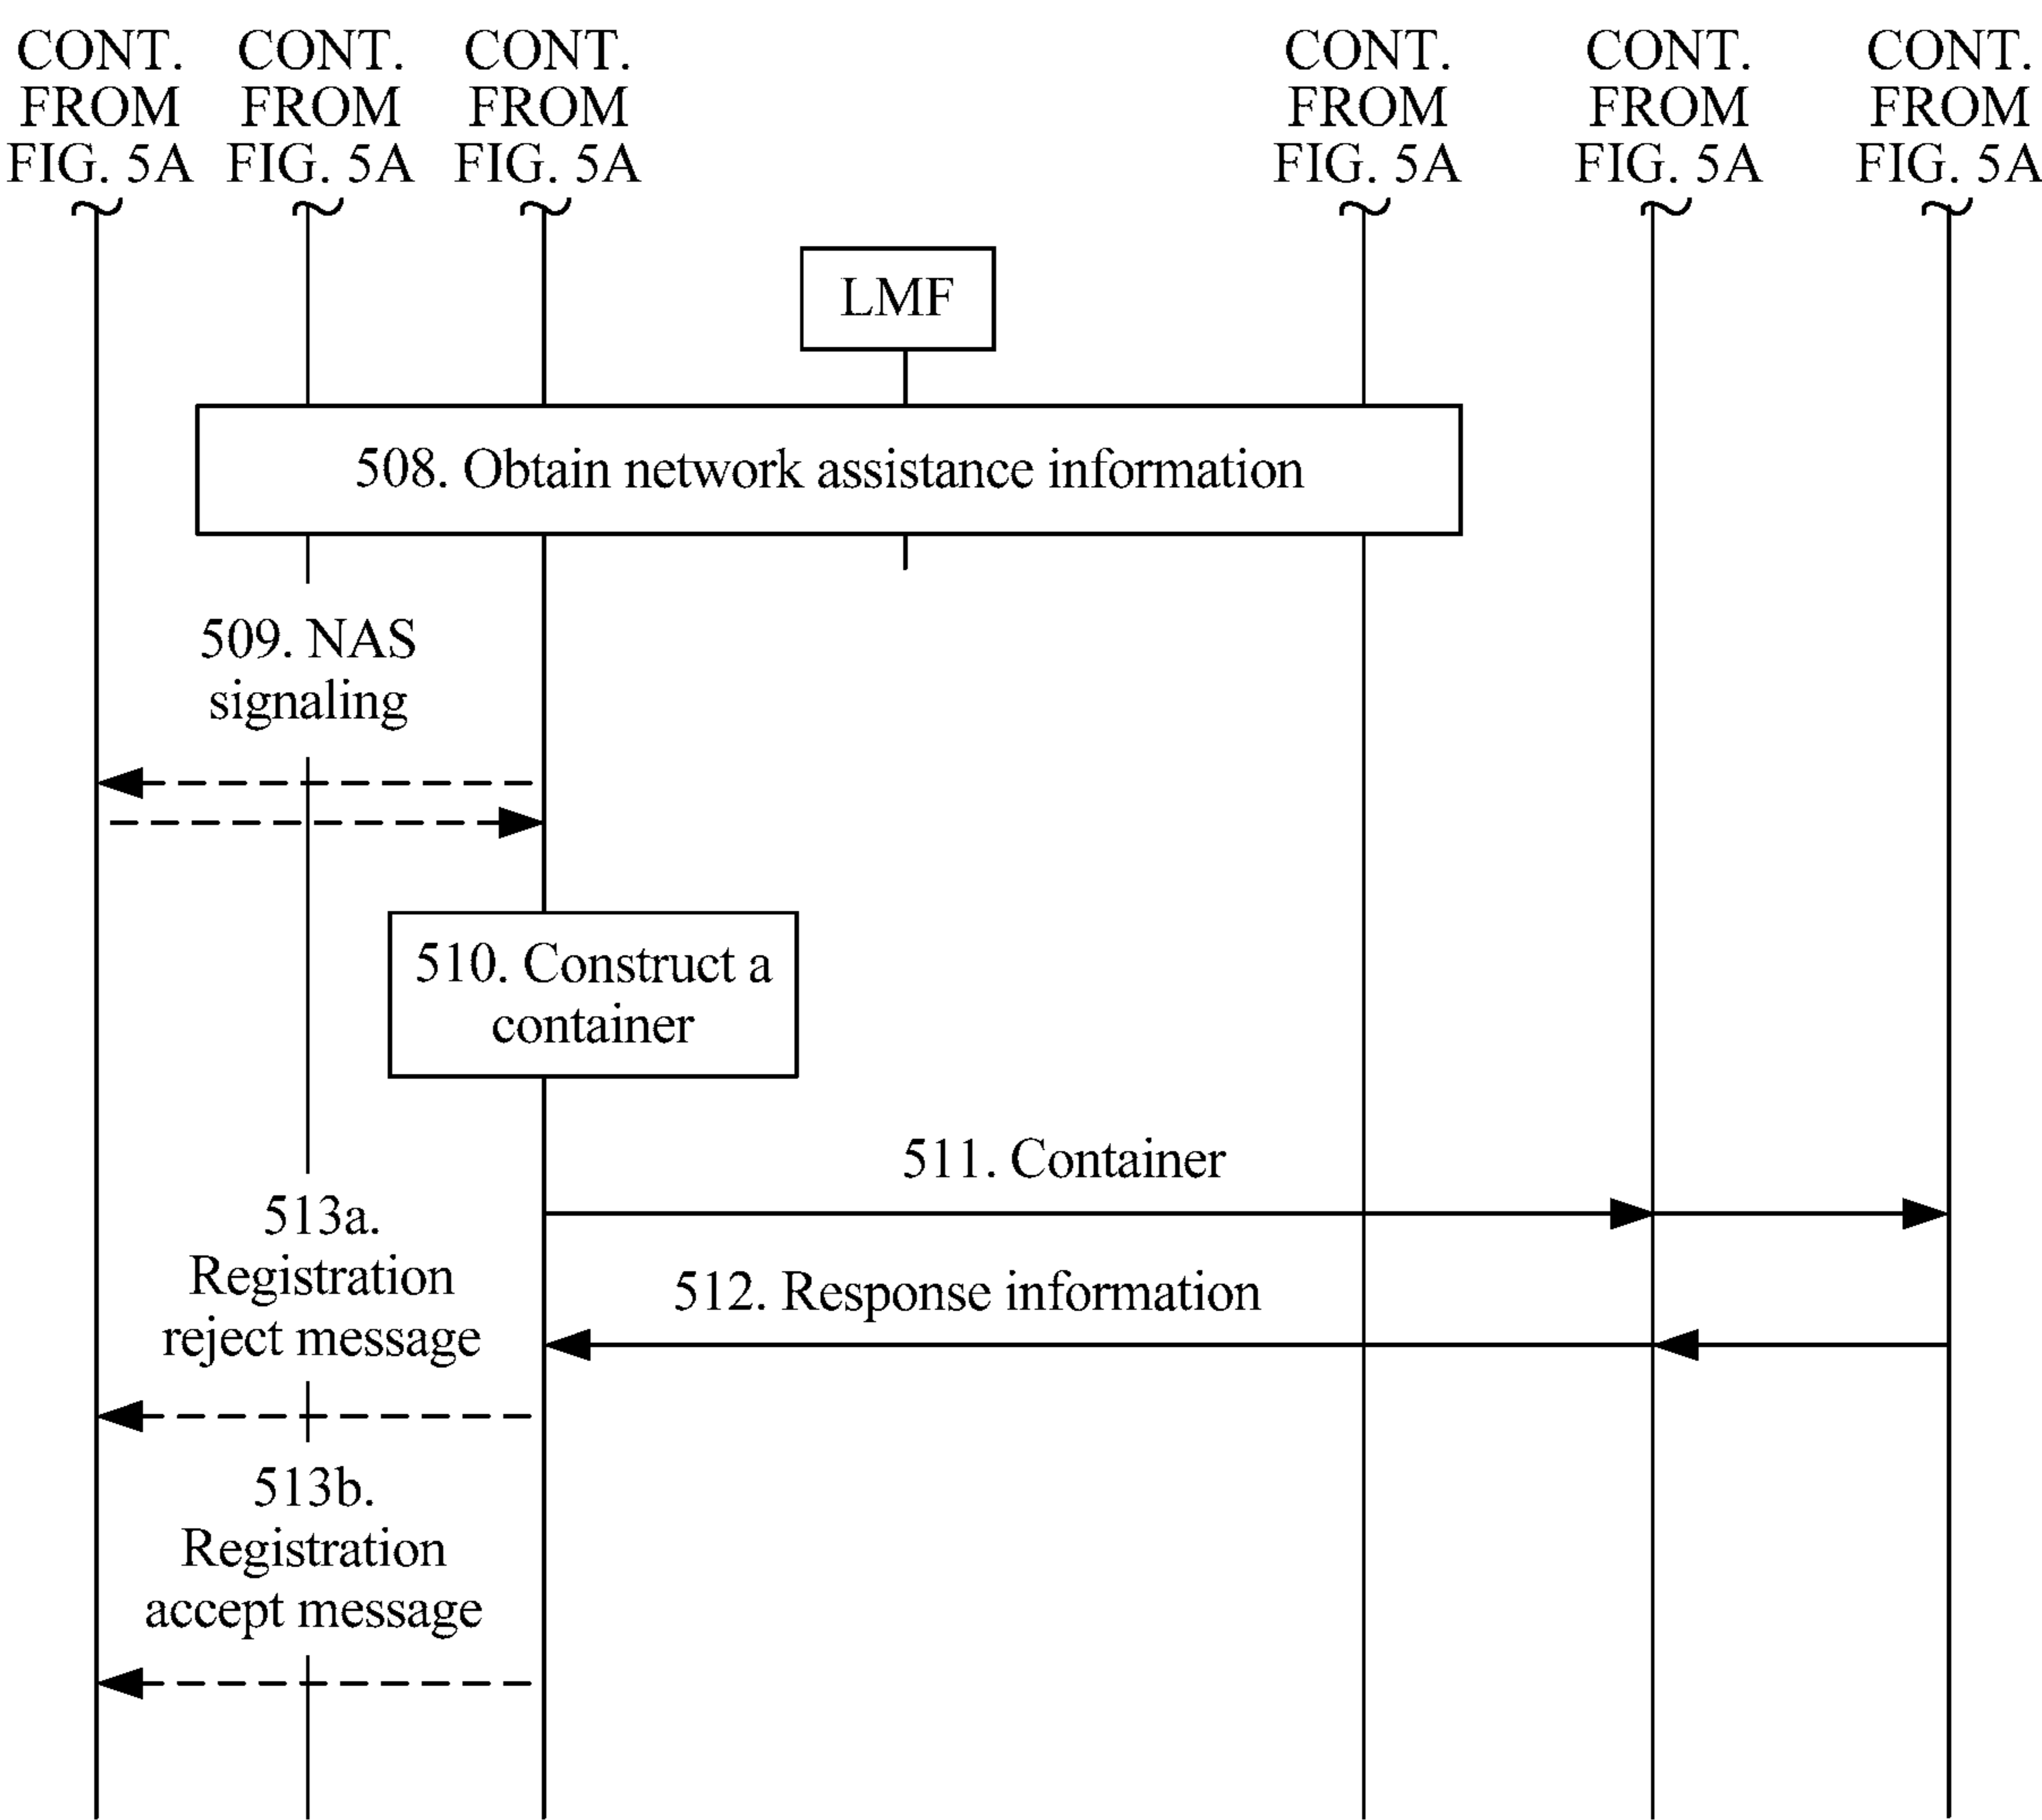 CONT.
FROM
FIG. 5A
CONT.
FROM
FIG. 5A
CONT.
FROM
FIG. 5A
CONT.
FROM
FIG. 5A
CONT.
FROM
FIG. 5A
CONT.
FROM
FIG. 5A
LMF
508. Obtain network assistance information
509. NAS
signaling
510. Construct a
container
511. Container
512. Response information
513a.
Registration
reject message
513b.
Registration
accept message